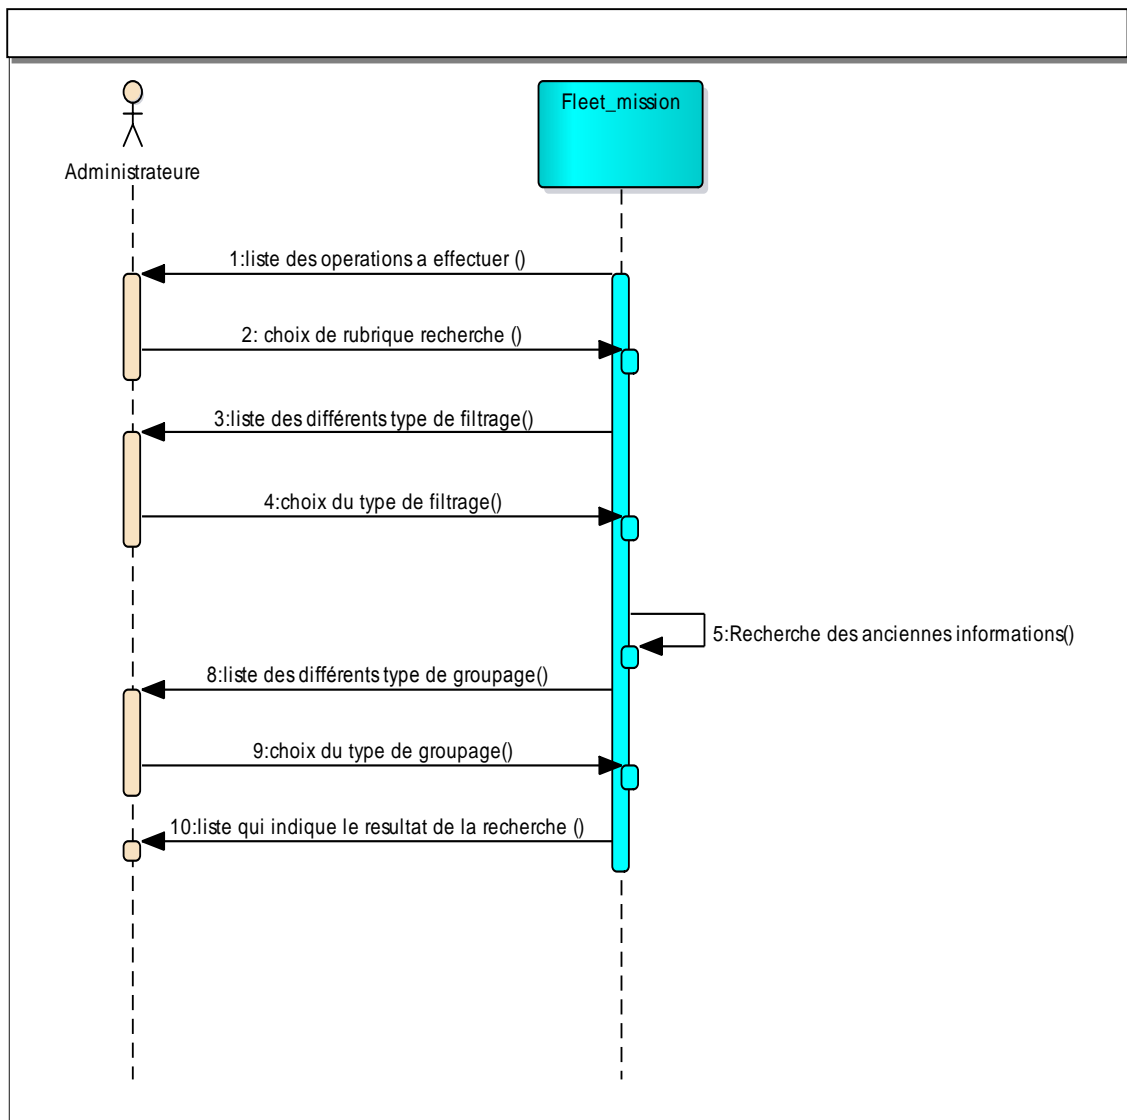 Fleet_mission
Administrateure
1:liste des operations a effectuer ()
2: choix de rubrique recherche ()
3:liste des différents type de filtrage()
4:choix du type de filtrage()
5:Recherche des anciennes informations()
8:liste des différents type de groupage()
9:choix du type de groupage()
10:liste qui indique le resultat de la recherche ()